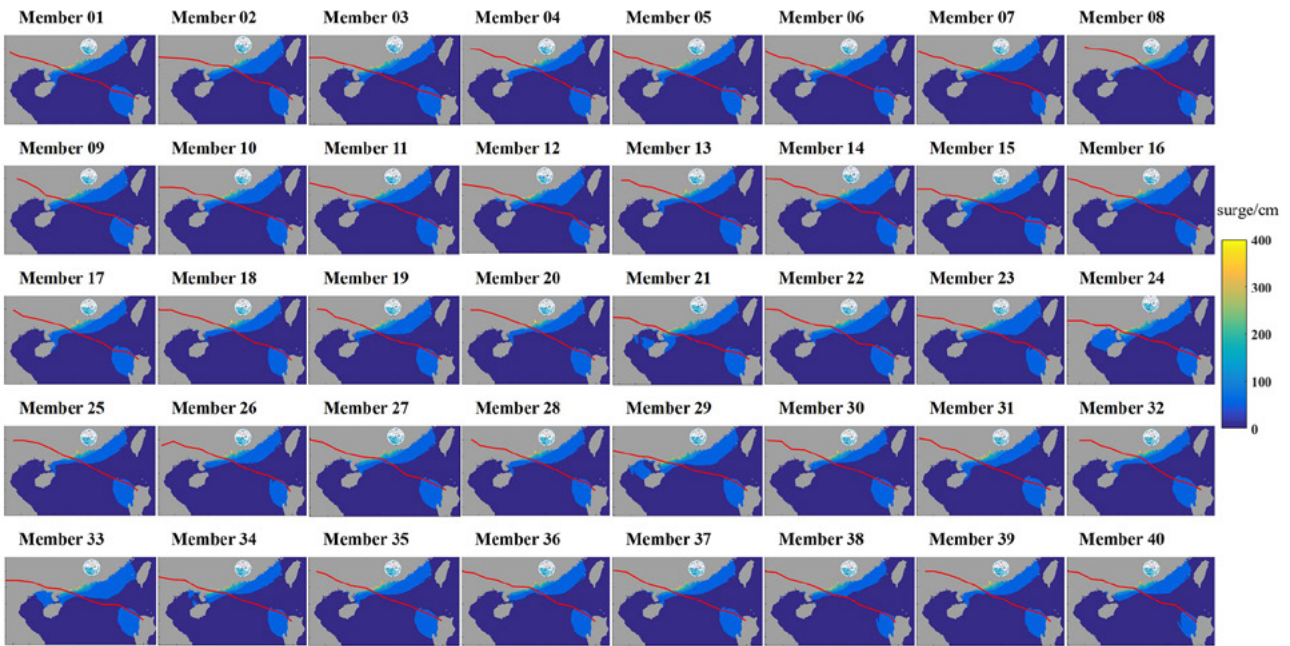 Member 01 Member 02 Member 03 Member 04 Member 05 Member 06 Member 07 Member 08
Member 09 Member 10 Member 11 Member 12 Member 13 Member 14 Member 15 Member 16
surge/cm
400
Member 17 Member 18 Member 19 Member 20 Member 21 Member 22 Member 23 Member 24
300
200
100
Member 25 Member 26 Member 27 Member 28 Member 29 Member 30 Member 31 Member 32
0
Member 33 Member 34 Member 35 Member 36 Member 37 Member 38 Member 39 Member 40